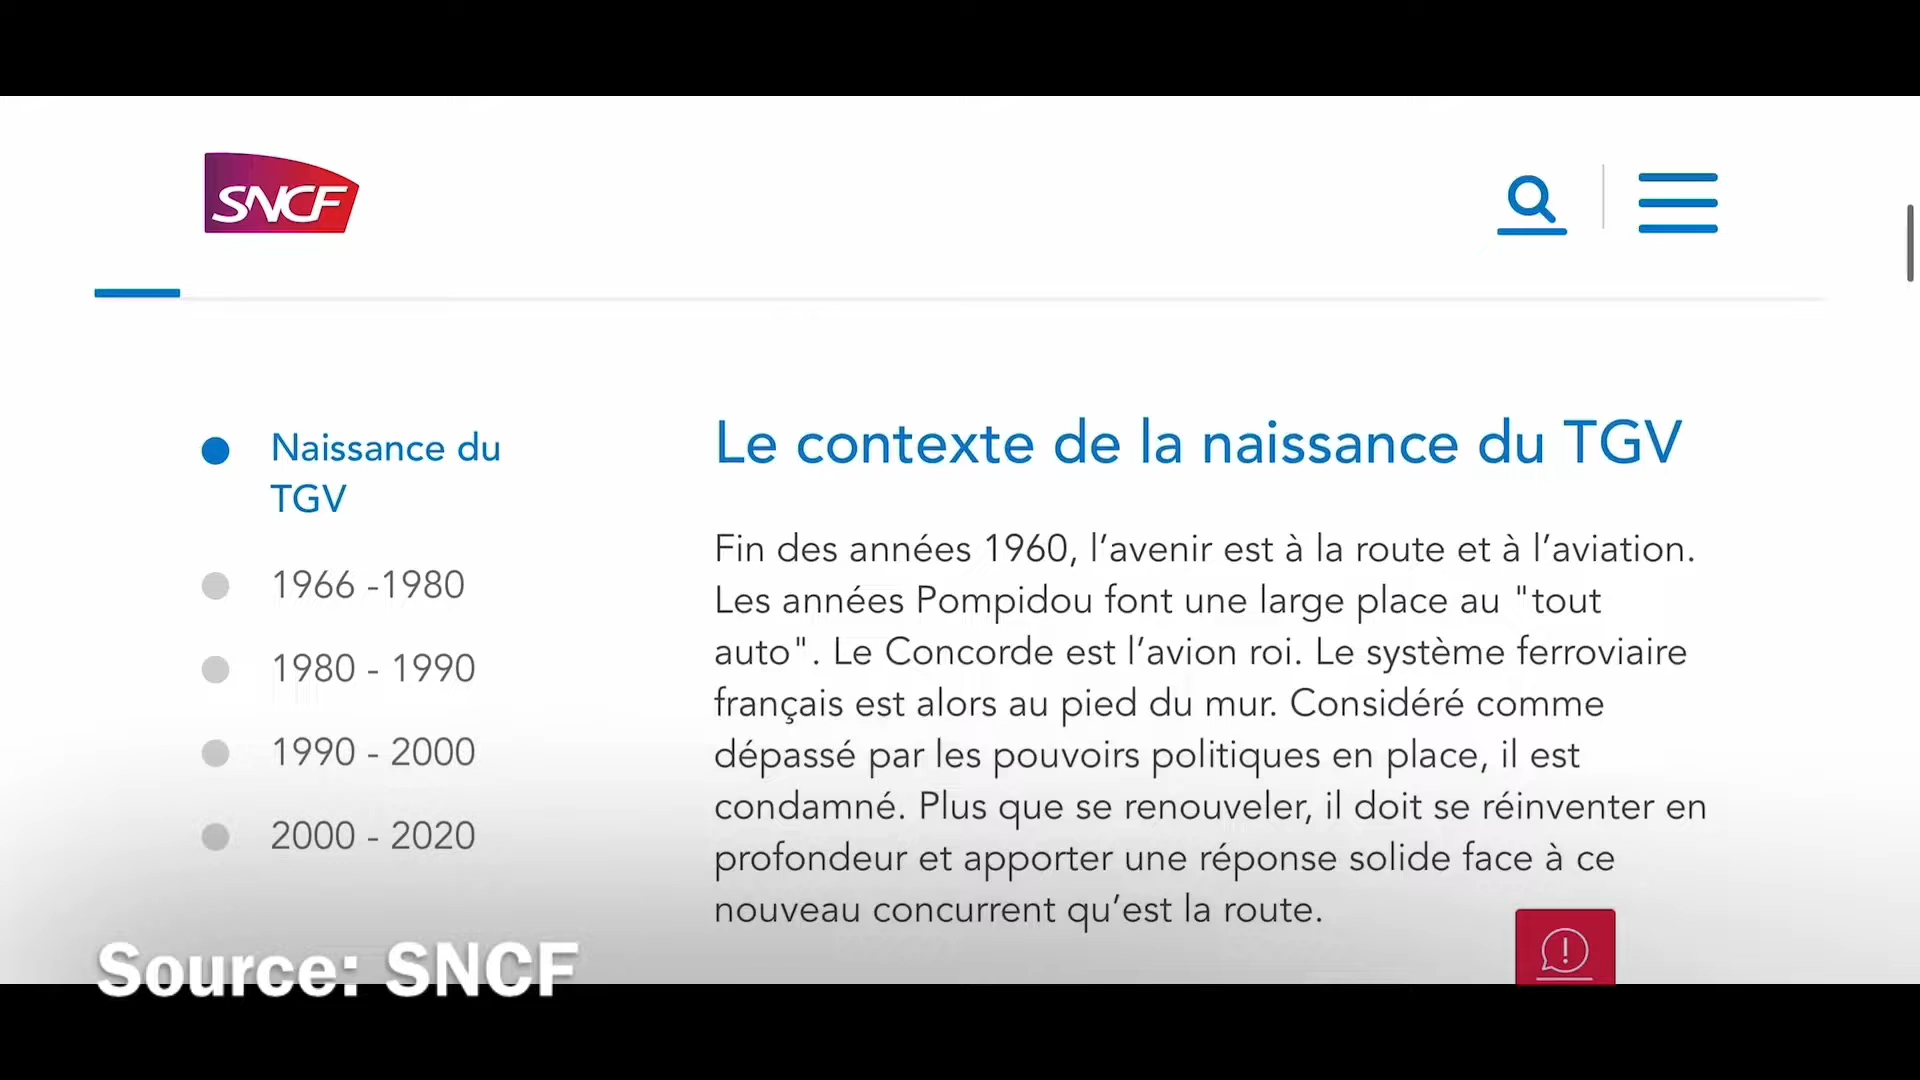 SNCF
Naissance du
TGV
1966 -1980
1980 - 1990
1990 - 2000
2000 - 2020
Le contexte de la naissance du TGV
Fin des années 1960, l’avenir est à la route et à l’aviation.
Les années Pompidou font une large place au "tout
auto". Le Concorde est l’avion roi. Le système ferroviaire
français est alors au pied du mur. Considéré comme
dépassé par les pouvoirs politiques en place, il est
condamné. Plus que se renouveler, il doit se réinventer en
profondeur et apporter une réponse solide face à ce
nouveau concurrent qu’est la route.
Source: SNCF